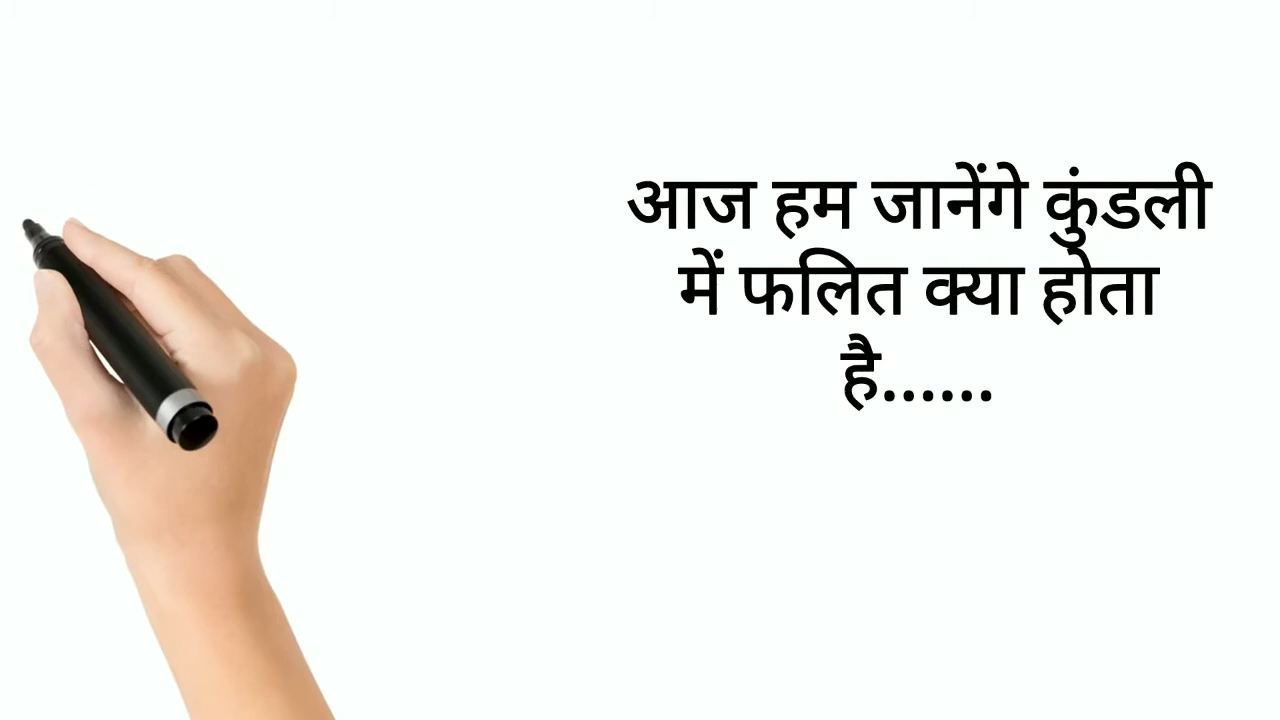 आज हम जानेंगे कुंडली
में फलित क्या होता
है......